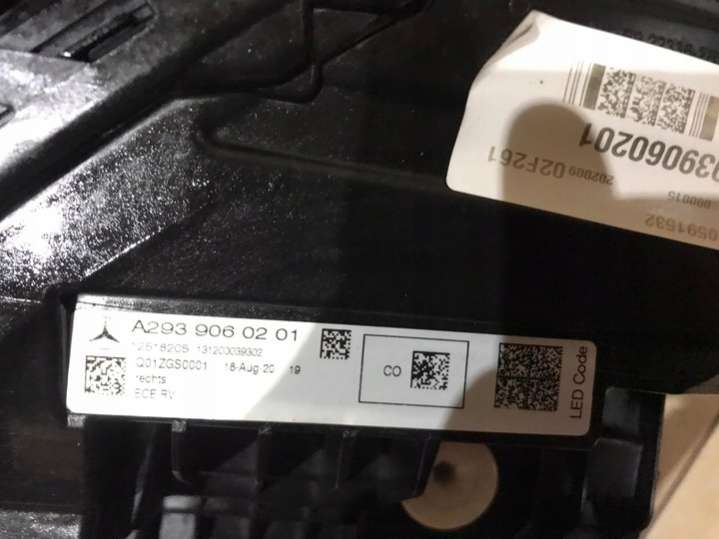 39060201
202009 02F261
000015
0591532
A293 906 02 01
1251820S 131200039302
Q01ZGS0001 18-Aug 20 19
rechts
ECE RV
CO
LED Code